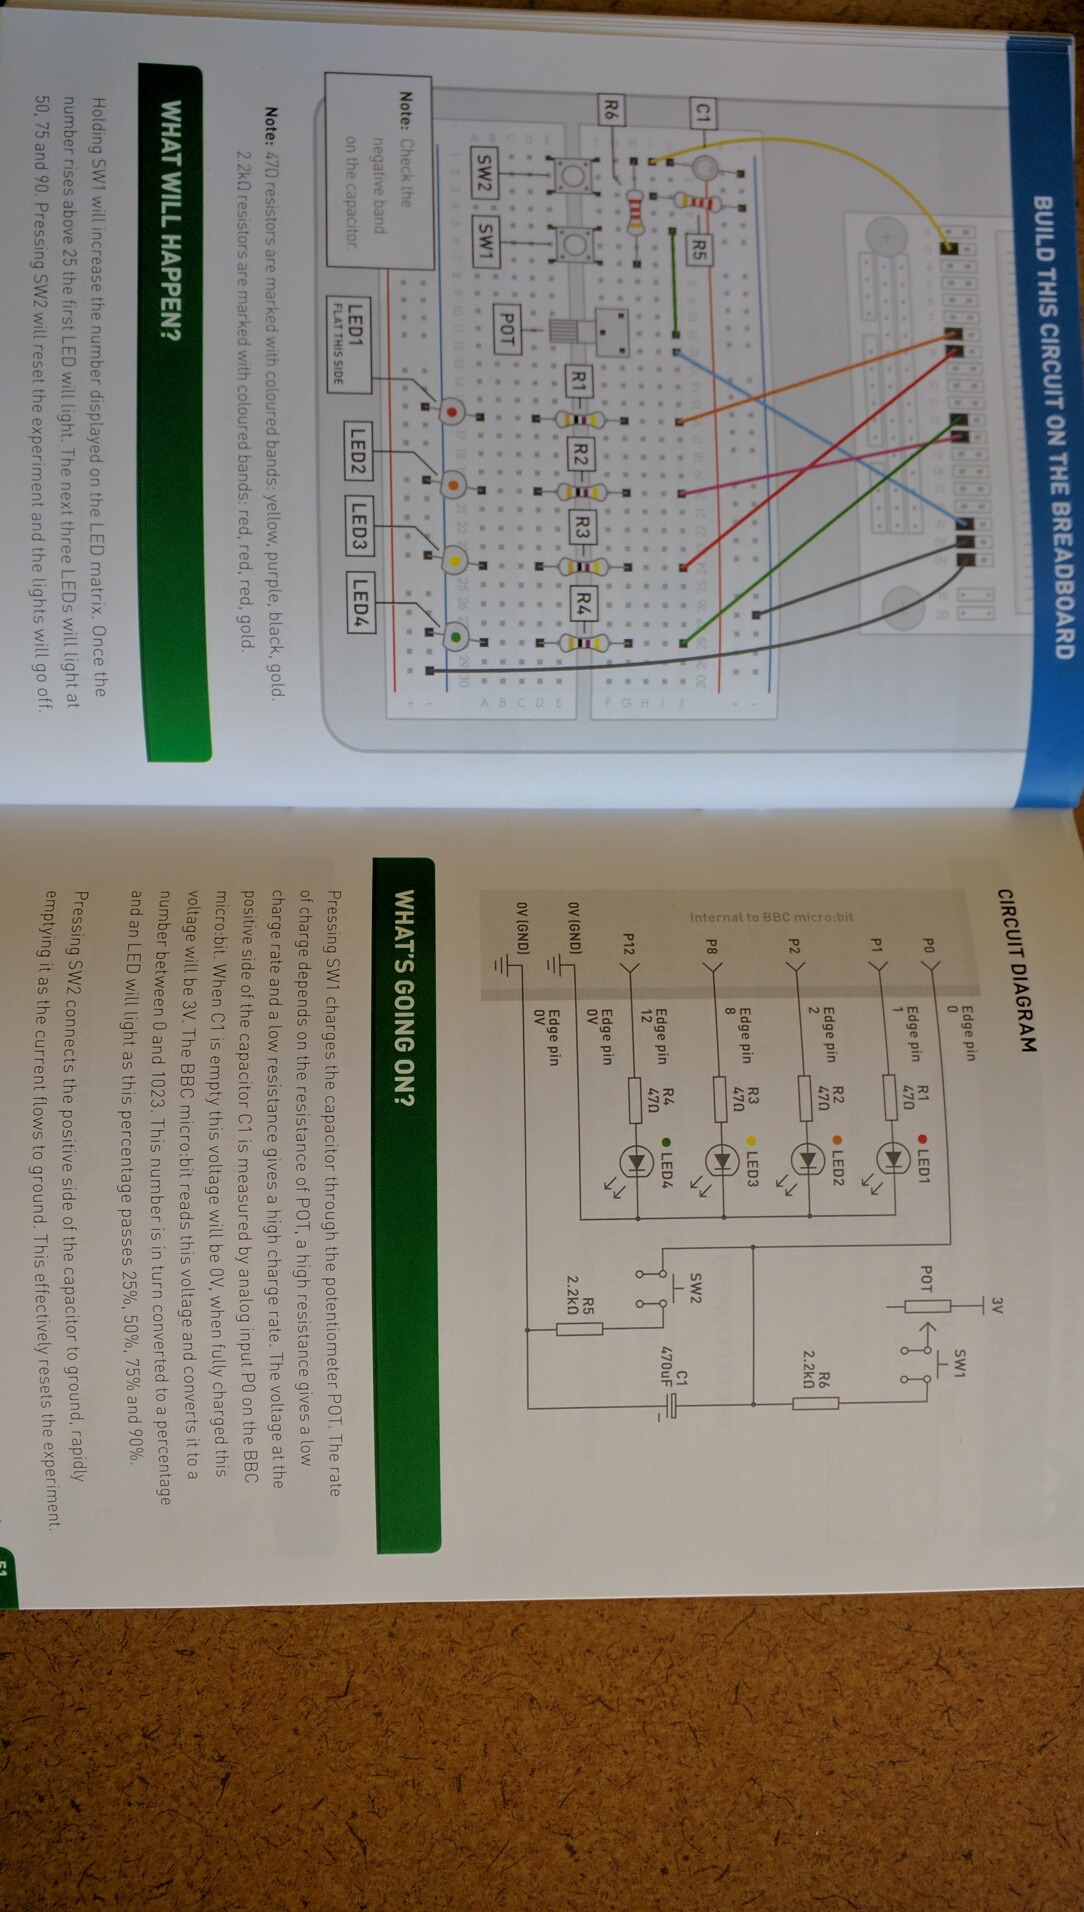 BUILD THIS CIRCUIT ON THE BREADBOARD
C1
R6
R5
SW2
SW1
POT
R1
R2
R3
R4
Note: Check the
negative band
on the capacitor.
LED1
FLAT THIS SIDE
LED2
LED3
LED4
Note: 47Ω resistors are marked with coloured bands: yellow, purple, black, gold.
2.2kΩ resistors are marked with coloured bands: red, red, red, gold.
WHAT WILL HAPPEN?
Holding SW1 will increase the number displayed on the LED matrix. Once the
number rises above 25 the first LED will light. The next three LEDs will light at
50, 75 and 90. Pressing SW2 will reset the experiment and the lights will go off.
CIRCUIT DIAGRAM
Internal to BBC micro:bit
P0
Edge pin
0
P1
Edge pin
1
R1
47Ω
LED1
P2
Edge pin
2
R2
47Ω
LED2
P8
Edge pin
8
R3
47Ω
LED3
P12
Edge pin
12
R4
47Ω
LED4
0V (GND)
Edge pin
0V
0V (GND)
Edge pin
0V
3V
POT
SW1
R6
2.2kΩ
SW2
R5
2.2kΩ
C1
470uF
WHAT'S GOING ON?
Pressing SW1 charges the capacitor through the potentiometer POT. The rate
of charge depends on the resistance of POT, a high resistance gives a low
charge rate and a low resistance gives a high charge rate. The voltage at the
positive side of the capacitor C1 is measured by analog input P0 on the BBC
micro:bit. When C1 is empty this voltage will be 0V, when fully charged this
voltage will be 3V. The BBC micro:bit reads this voltage and converts it to a
number between 0 and 1023. This number is in turn converted to a percentage
and an LED will light as this percentage passes 25%, 50%, 75% and 90%.
Pressing SW2 connects the positive side of the capacitor to ground, rapidly
emptying it as the current flows to ground. This effectively resets the experiment.